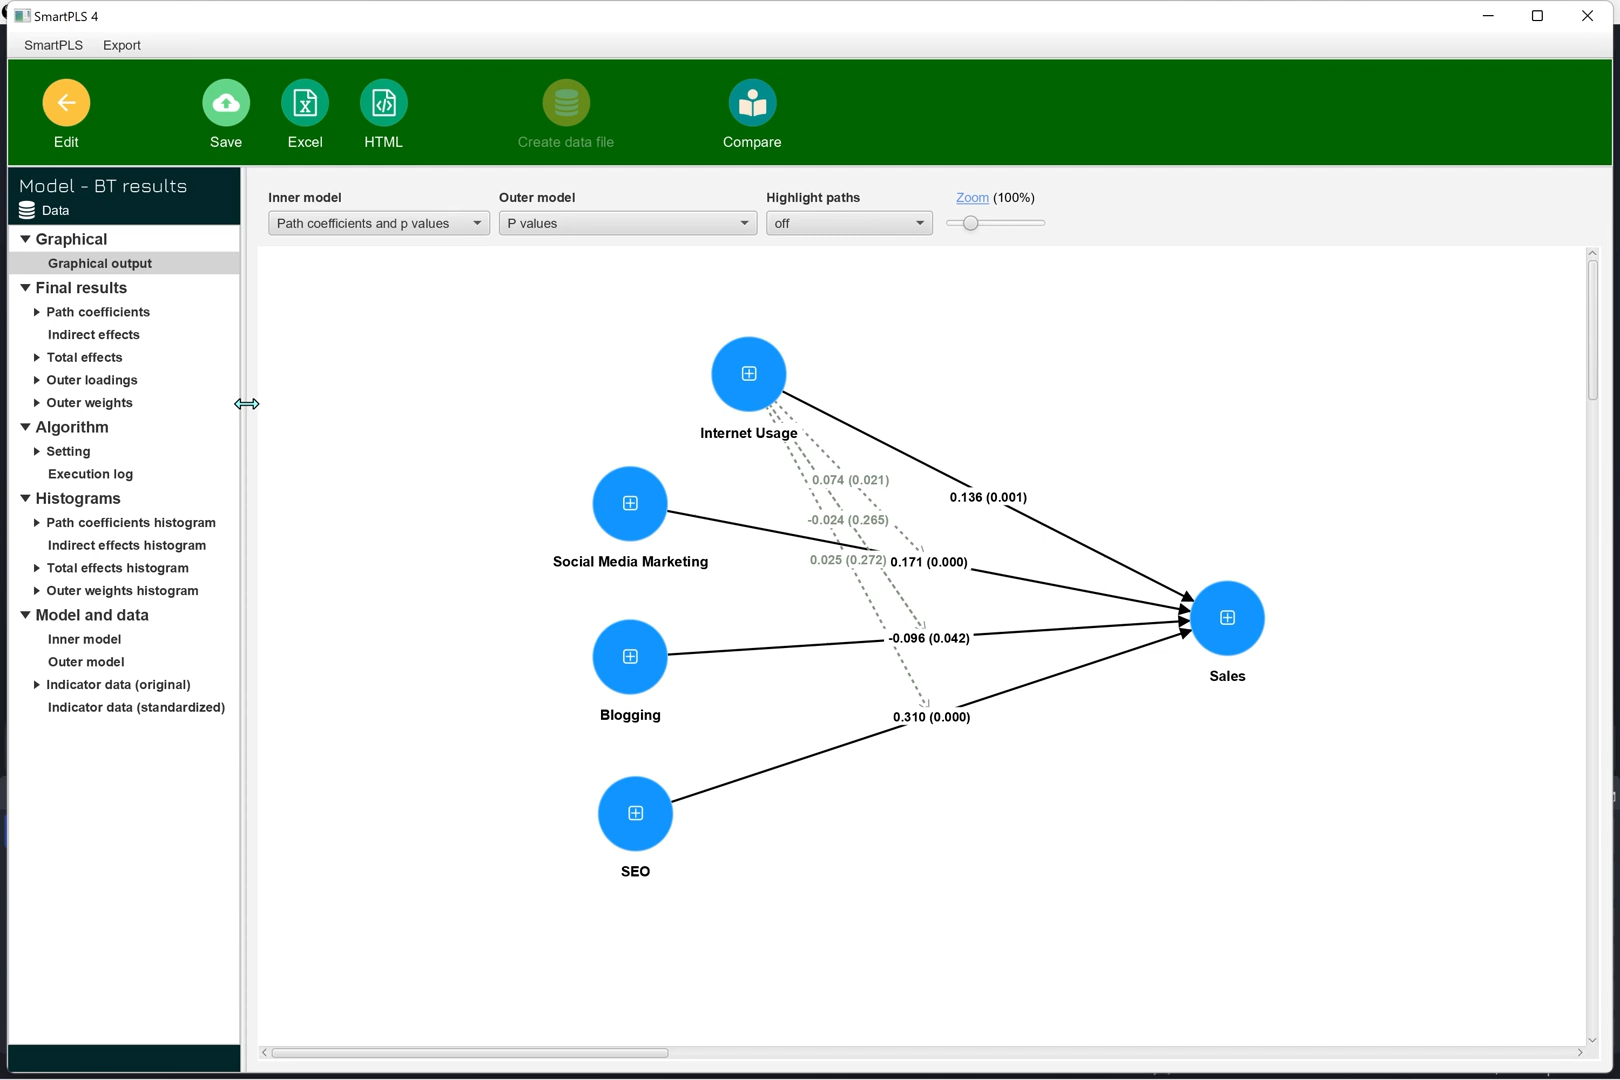 SmartPLS 4
SmartPLS Export
Edit Save Excel HTML Create data file Compare
Model - BT results
Data
Graphical
Graphical output
Final results
Path coefficients
Indirect effects
Total effects
Outer loadings
Outer weights
Algorithm
Setting
Execution log
Histograms
Path coefficients histogram
Indirect effects histogram
Total effects histogram
Outer weights histogram
Model and data
Inner model
Outer model
Indicator data (original)
Indicator data (standardized)
Inner model Outer model Highlight paths Zoom (100%)
Path coefficients and p values P values off
Internet Usage
0.074 (0.021)
0.136 (0.001)
-0.024 (0.265)
Social Media Marketing
0.025 (0.272) 0.171 (0.000)
-0.096 (0.042)
Sales
Blogging
0.310 (0.000)
SEO